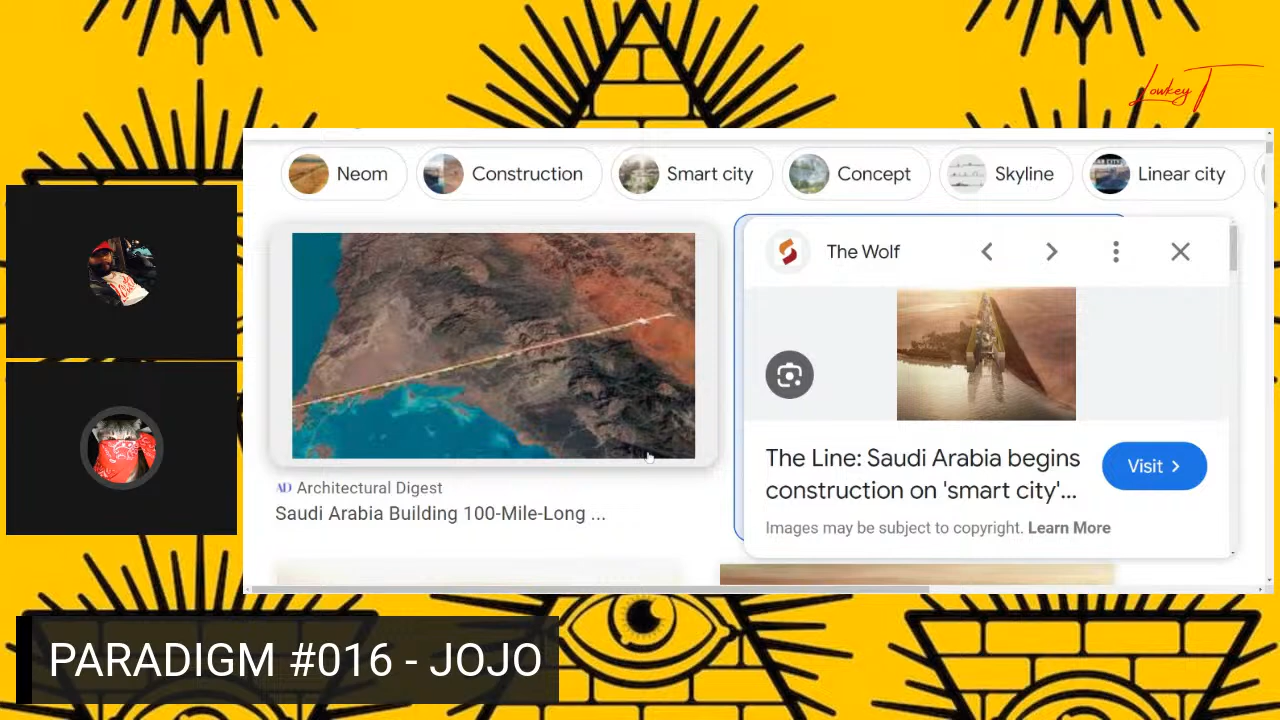 Lowkey T
Neom
Construction
Smart city
Concept
Skyline
Linear city
The Wolf
AD Architectural Digest
Saudi Arabia Building 100-Mile-Long ...
The Line: Saudi Arabia begins
construction on 'smart city'...
Visit
Images may be subject to copyright. Learn More
PARADIGM #016 - JOJO